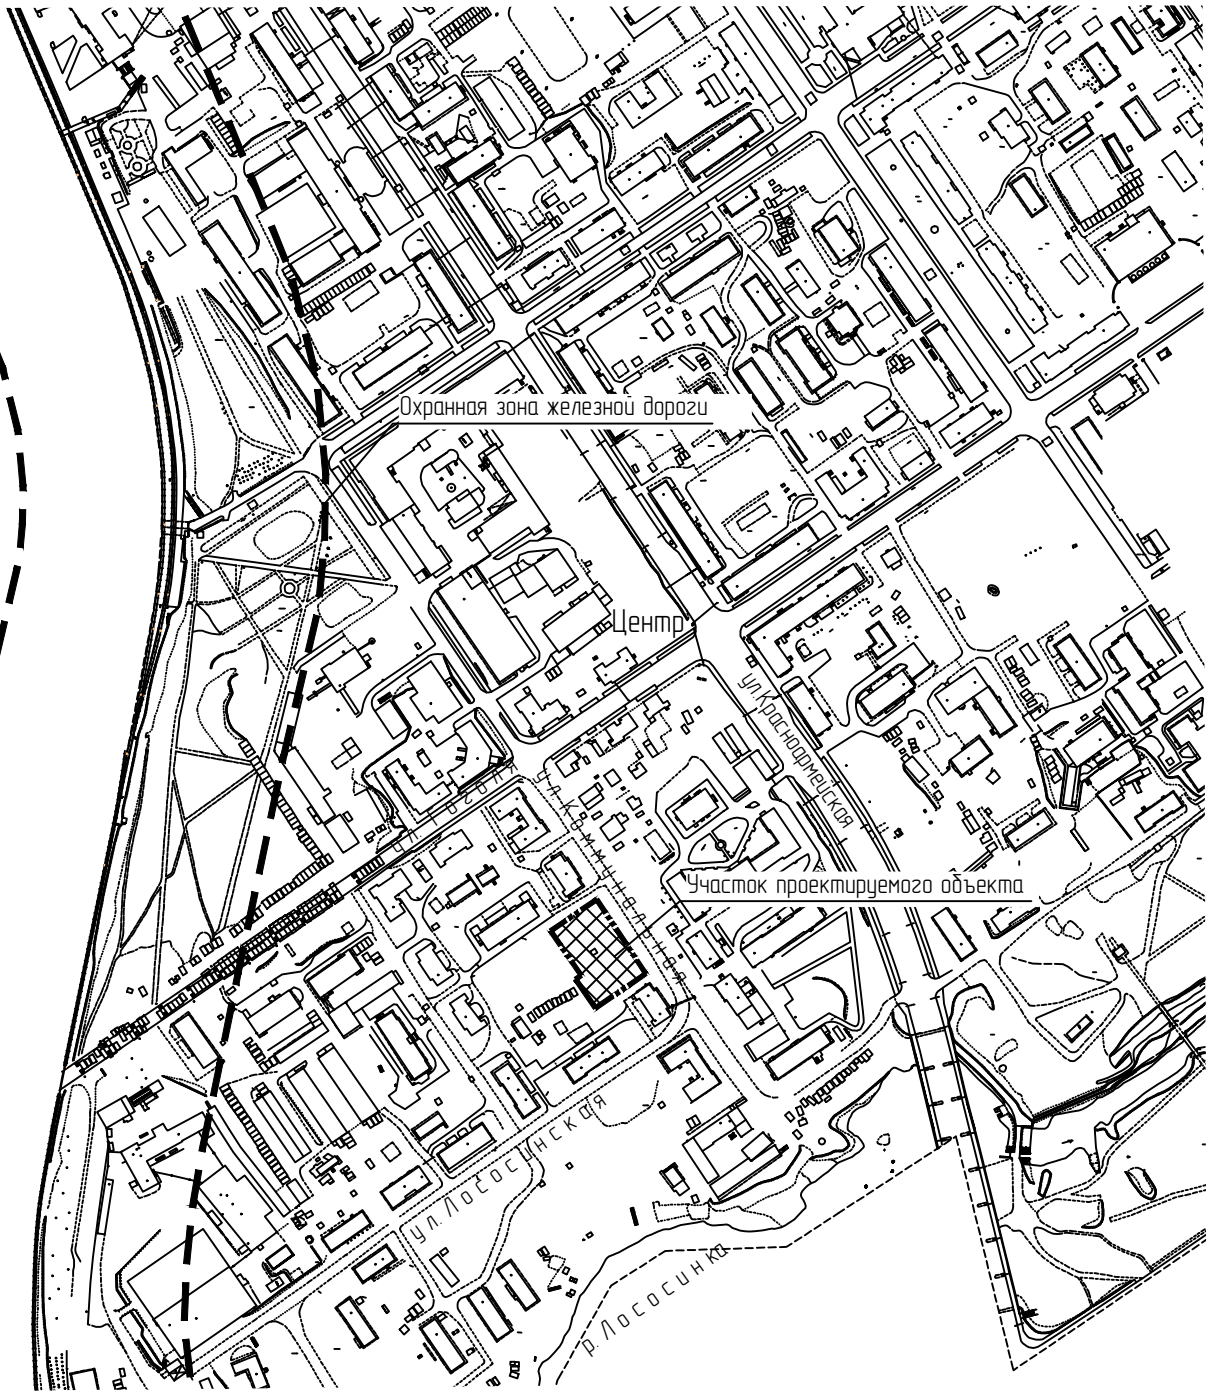 Охранная зона железной дороги
Центр
ул.Красноармейская
ул.Коммунальная
Участок проектируемого объекта
ул.Лососинская
р.Лососинка